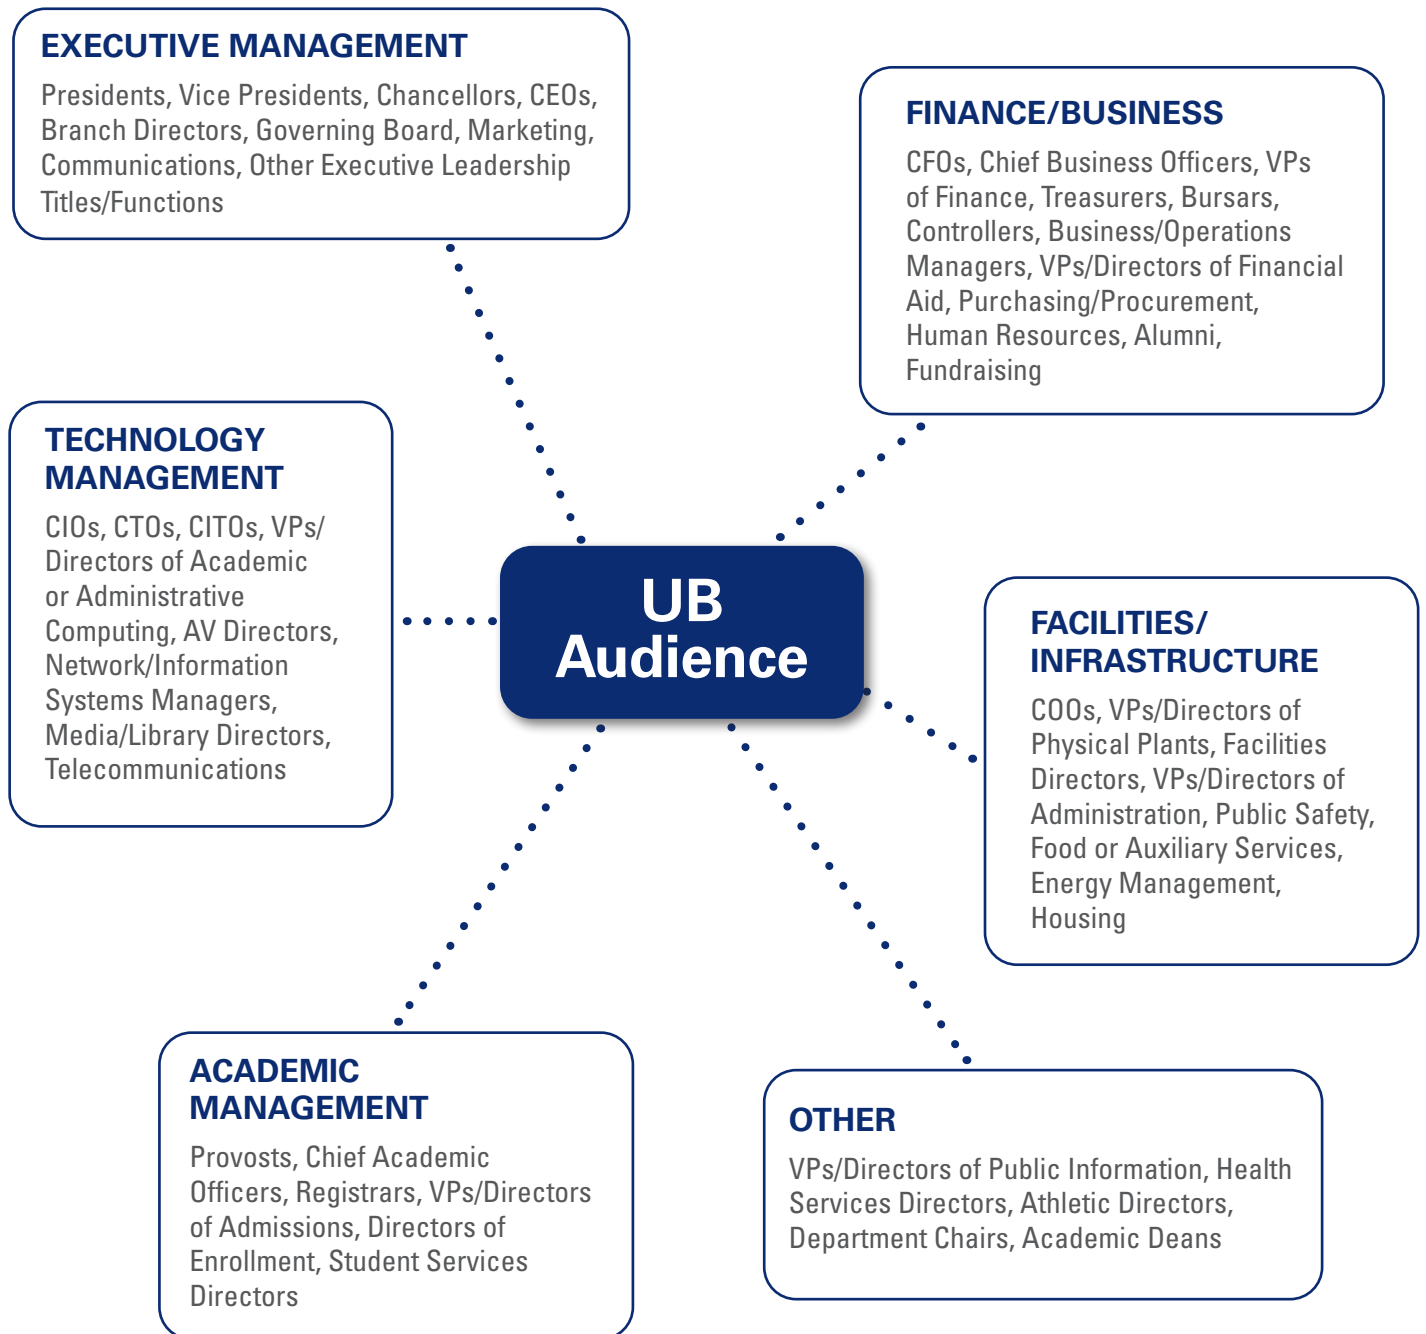 EXECUTIVE MANAGEMENT
Presidents, Vice Presidents, Chancellors, CEOs,
Branch Directors, Governing Board, Marketing,
Communications, Other Executive Leadership
Titles/Functions
FINANCE/BUSINESS
CFOs, Chief Business Officers, VPs
of Finance, Treasurers, Bursars,
Controllers, Business/Operations
Managers, VPs/Directors of Financial
Aid, Purchasing/Procurement,
Human Resources, Alumni,
Fundraising
TECHNOLOGY
MANAGEMENT
CIOs, CTOs, CITOs, VPs/
Directors of Academic
or Administrative
Computing, AV Directors,
Network/Information
Systems Managers,
Media/Library Directors,
Telecommunications
UB
Audience
FACILITIES/
INFRASTRUCTURE
COOs, VPs/Directors of
Physical Plants, Facilities
Directors, VPs/Directors of
Administration, Public Safety,
Food or Auxiliary Services,
Energy Management,
Housing
ACADEMIC
MANAGEMENT
Provosts, Chief Academic
Officers, Registrars, VPs/Directors
of Admissions, Directors of
Enrollment, Student Services
Directors
OTHER
VPs/Directors of Public Information, Health
Services Directors, Athletic Directors,
Department Chairs, Academic Deans